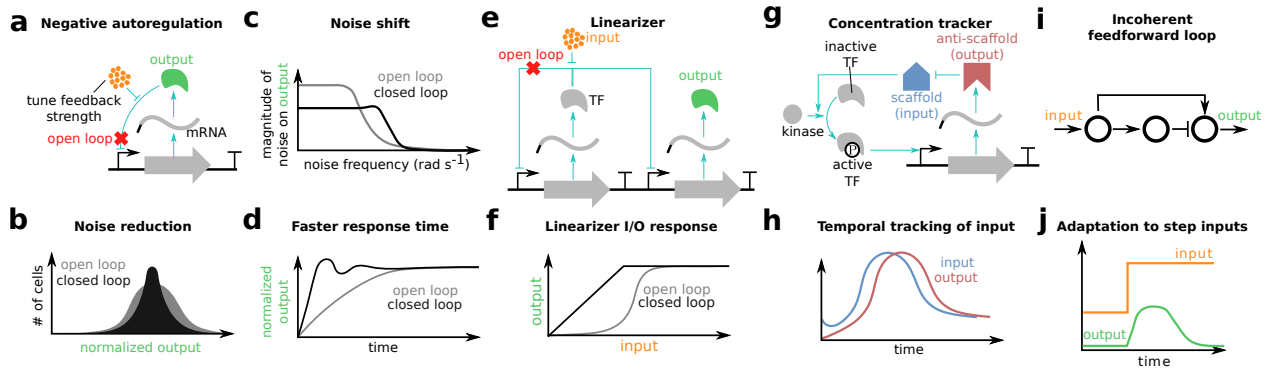 a
Negative autoregulation
output
tune feedback
strength
open loop
mRNA
b
Noise reduction
# of cells
open loop
closed loop
normalized output
c
Noise shift
magnitude of
noise on output
open loop
closed loop
noise frequency (rad s-1)
d
Faster response time
normalized
output
open loop
closed loop
time
e
Linearizer
input
open loop
TF
output
f
Linearizer I/O response
output
open loop
closed loop
input
g
Concentration tracker
inactive
TF
anti-scaffold
(output)
scaffold
(input)
kinase
P
active
TF
h
Temporal tracking of input
input
output
time
i
Incoherent
feedforward loop
input
output
j
Adaptation to step inputs
input
output
time